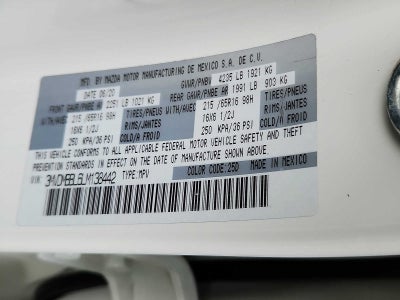 MFD. BY MAZDA MOTOR MANUFACTURING DE MEXICO S.A. DE C.V.
DATE 06/20 GVWR/PNBV 4235 LB 1921 KG
FRONT GAWR/PNBE AV 2251 LB 1021 KG REAR GAWR/PNBE AR 1991 LB 903 KG
WITH/AVEC 215 /65R16 98H TIRES/PNEUS WITH/AVEC 215 /65R16 98H TIRES/PNEUS
16X6 1/2J RIMS/JANTES 16X6 1/2J RIMS/JANTES
250 KPA/36 PSI COLD/A FROID 250 KPA/36 PSI COLD/A FROID
THIS VEHICLE CONFORMS TO ALL APPLICABLE FEDERAL MOTOR VEHICLE SAFETY AND THEFT
PREVENTION STANDARDS IN EFFECT ON THE DATE OF MANUFACTURE SHOWN ABOVE.
VIN: TYPE:MPV COLOR CODE:25D MADE IN MEXICO